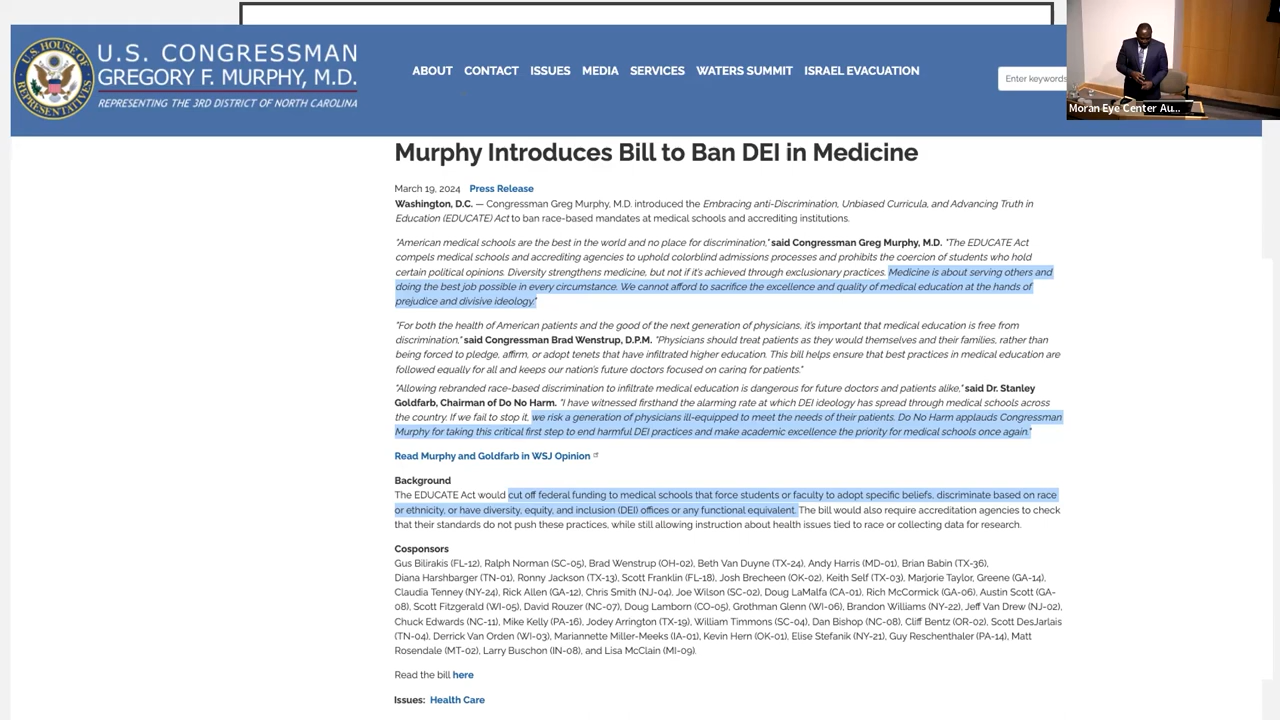 U.S. CONGRESSMAN
GREGORY F. MURPHY, M.D.
REPRESENTING THE 3RD DISTRICT OF NORTH CAROLINA
ABOUT CONTACT ISSUES MEDIA SERVICES WATERS SUMMIT ISRAEL EVACUATION
Enter keywords
Moran Eye Center Au...
Murphy Introduces Bill to Ban DEI in Medicine
March 19, 2024 Press Release
Washington, D.C. — Congressman Greg Murphy, M.D. introduced the Embracing anti-Discrimination, Unbiased Curricula, and Advancing Truth in
Education (EDUCATE) Act to ban race-based mandates at medical schools and accrediting institutions.
"American medical schools are the best in the world and no place for discrimination," said Congressman Greg Murphy, M.D. "The EDUCATE Act
compels medical schools and accrediting agencies to uphold colorblind admissions processes and prohibits the coercion of students who hold
certain political opinions. Diversity strengthens medicine, but not if it's achieved through exclusionary practices. Medicine is about serving others and
doing the best job possible in every circumstance. We cannot afford to sacrifice the excellence and quality of medical education at the hands of
prejudice and divisive ideology."
"For both the health of American patients and the good of the next generation of physicians, it's important that medical education is free from
discrimination," said Congressman Brad Wenstrup, D.P.M. "Physicians should treat patients as they would themselves and their families, rather than
being forced to pledge, affirm, or adopt tenets that have infiltrated higher education. This bill helps ensure that best practices in medical education are
followed equally for all and keeps our nation's future doctors focused on caring for patients."
"Allowing rebranded race-based discrimination to infiltrate medical education is dangerous for future doctors and patients alike," said Dr. Stanley
Goldfarb, Chairman of Do No Harm. "I have witnessed firsthand the alarming rate at which DEI ideology has spread through medical schools across
the country. If we fail to stop it, we risk a generation of physicians ill-equipped to meet the needs of their patients. Do No Harm applauds Congressman
Murphy for taking this critical first step to end harmful DEI practices and make academic excellence the priority for medical schools once again."
Read Murphy and Goldfarb in WSJ Opinion
Background
The EDUCATE Act would cut off federal funding to medical schools that force students or faculty to adopt specific beliefs, discriminate based on race
or ethnicity, or have diversity, equity, and inclusion (DEI) offices or any functional equivalent. The bill would also require accreditation agencies to check
that their standards do not push these practices, while still allowing instruction about health issues tied to race or collecting data for research.
Cosponsors
Gus Bilirakis (FL-12), Ralph Norman (SC-05), Brad Wenstrup (OH-02), Beth Van Duyne (TX-24), Andy Harris (MD-01), Brian Babin (TX-36),
Diana Harshbarger (TN-01), Ronny Jackson (TX-13), Scott Franklin (FL-18), Josh Brecheen (OK-02), Keith Self (TX-03), Marjorie Taylor, Greene (GA-14),
Claudia Tenney (NY-24), Rick Allen (GA-12), Chris Smith (NJ-04), Joe Wilson (SC-02), Doug LaMalfa (CA-01), Rich McCormick (GA-06), Austin Scott (GA-
08), Scott Fitzgerald (WI-05), David Rouzer (NC-07), Doug Lamborn (CO-05), Grothman Glenn (WI-06), Brandon Williams (NY-22), Jeff Van Drew (NJ-02),
Chuck Edwards (NC-11), Mike Kelly (PA-16), Jodey Arrington (TX-19), William Timmons (SC-04), Dan Bishop (NC-08), Cliff Bentz (OR-02), Scott DesJarlais
(TN-04), Derrick Van Orden (WI-03), Mariannette Miller-Meeks (IA-01), Kevin Hern (OK-01), Elise Stefanik (NY-21), Guy Reschenthaler (PA-14), Matt
Rosendale (MT-02), Larry Buschon (IN-08), and Lisa McClain (MI-09).
Read the bill here
Issues: Health Care